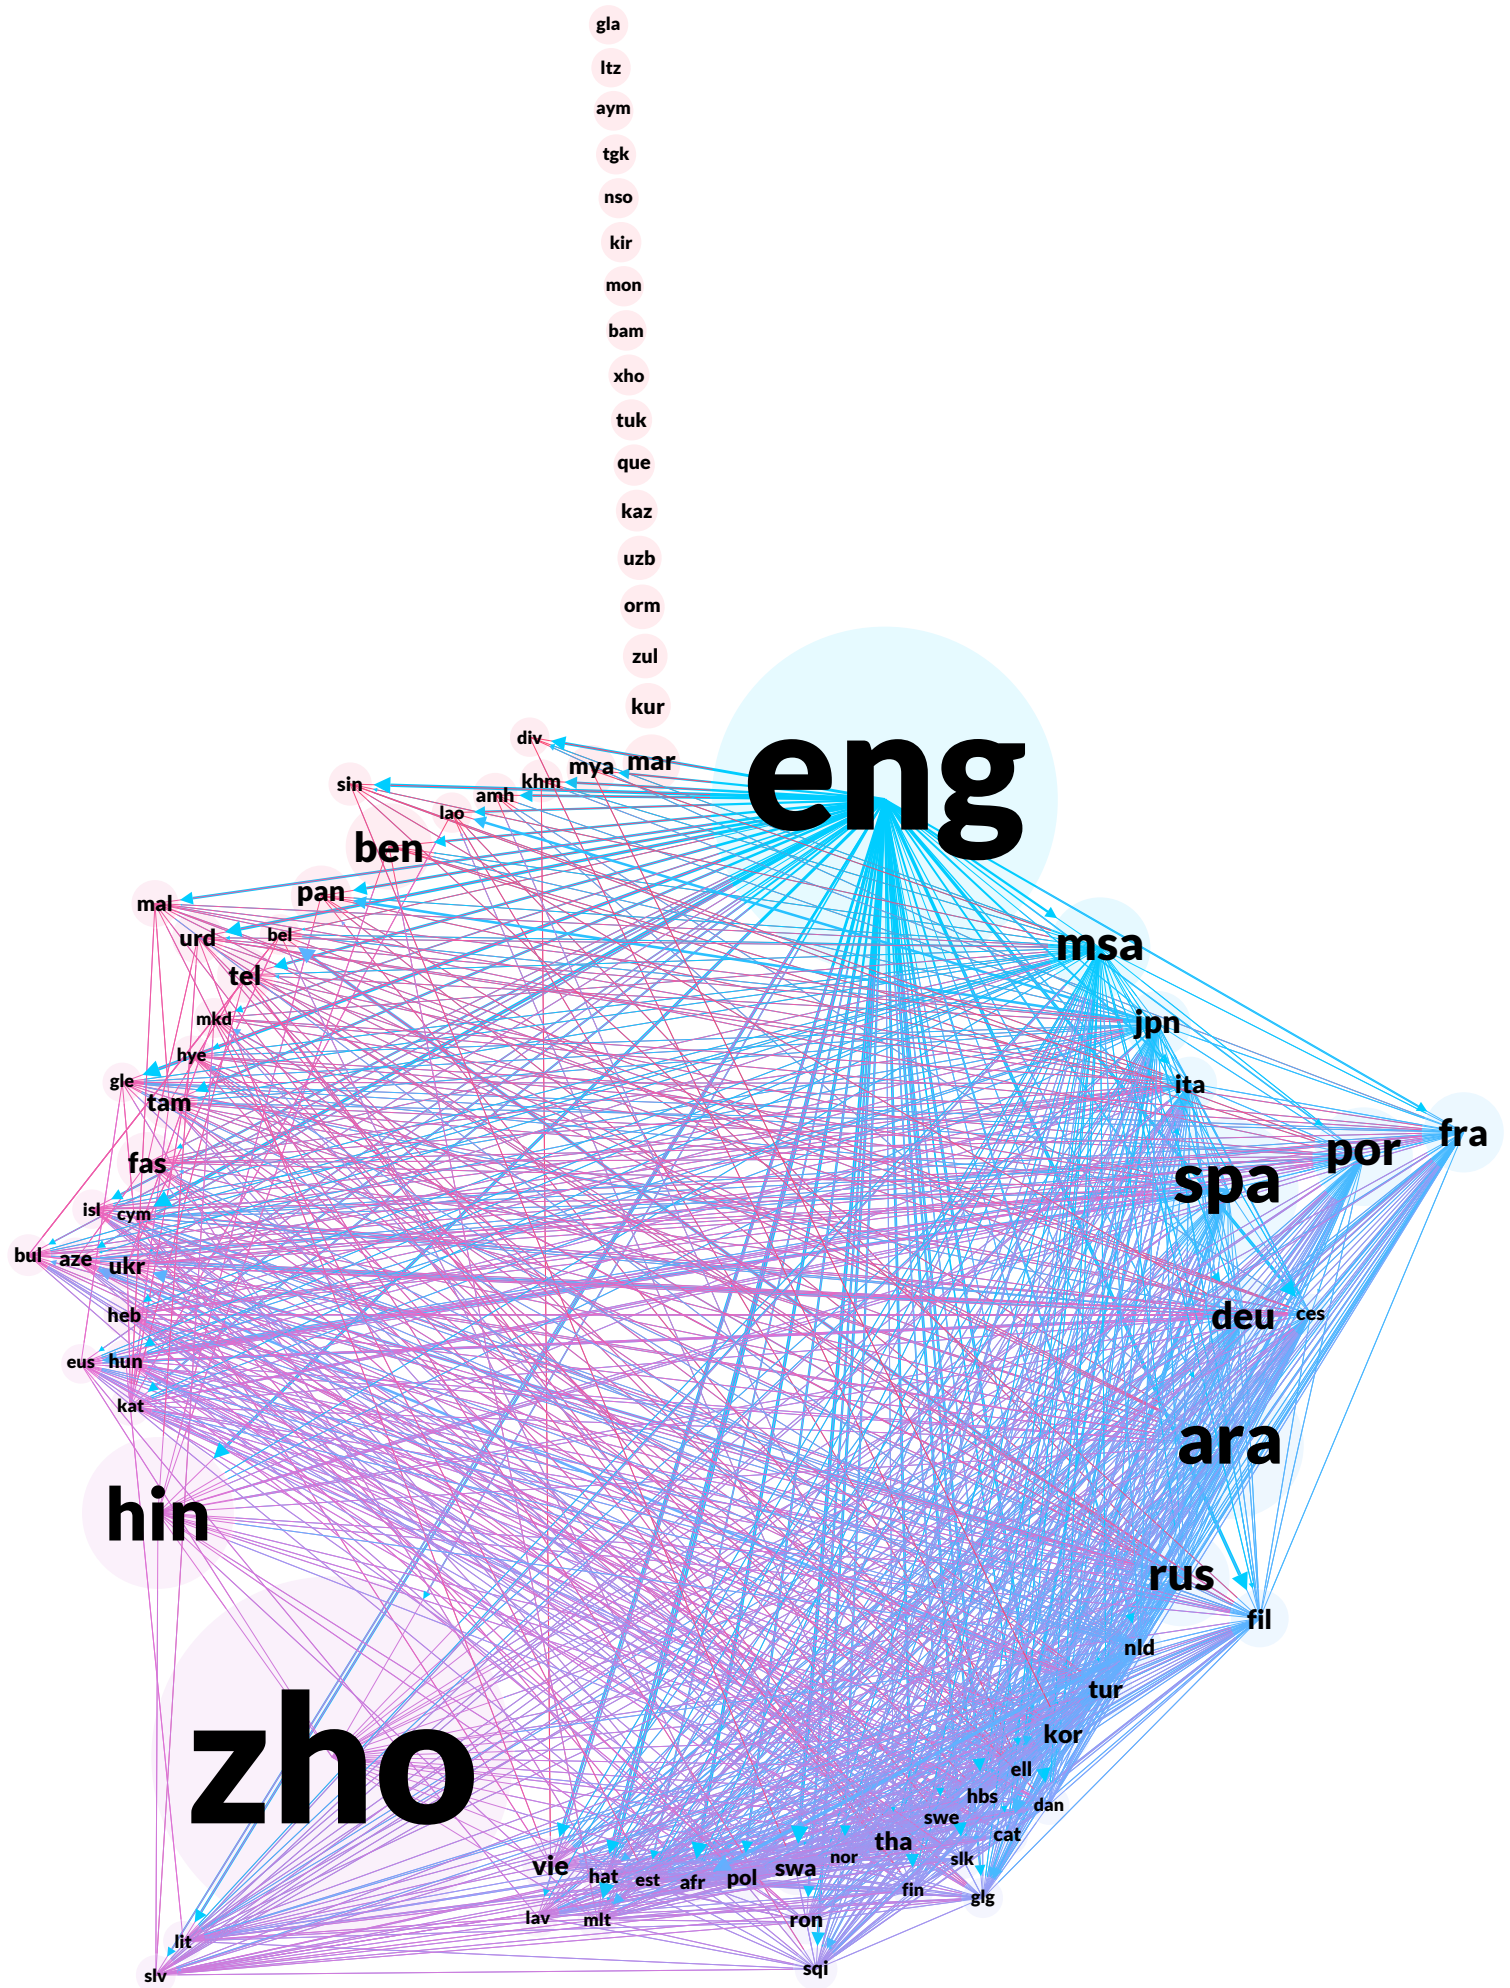 gla
ltz
aym
tgk
nso
kir
mon
bam
xho
tuk
que
kaz
uzb
orm
zul
kur
div
mya
mar
eng
sin
khm
amh
lao
ben
pan
mal
urd
bel
msa
tel
mkd
jpn
hye
gle
ita
tam
fra
por
fas
spa
isl
cym
bul
aze
ukr
heb
deu
ces
eus
hun
kat
ara
hin
rus
fil
nld
tur
kor
zho
ell
hbs
dan
swe
cat
tha
nor
slk
vie
hat
est
afr
pol
swa
fin
glg
lav
mlt
ron
lit
slv
sqi